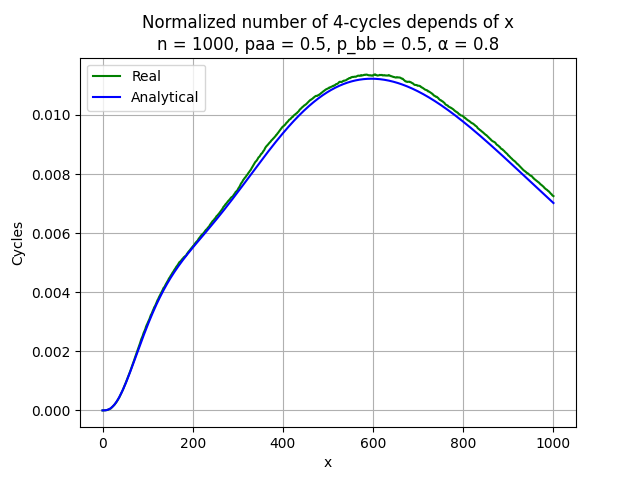 Normalized number of 4-cycles depends of x
n = 1000, paa = 0.5, p_bb = 0.5, α = 0.8
Real
Analytical
Cycles
0.010
0.008
0.006
0.004
0.002
0.000
0
200
400
600
800
1000
x